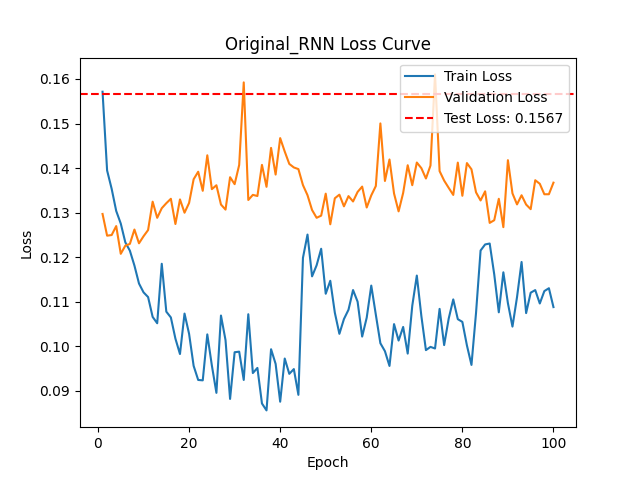 Original_RNN Loss Curve
Train Loss
Validation Loss
Test Loss: 0.1567
Loss
0.16
0.15
0.14
0.13
0.12
0.11
0.10
0.09
0 20 40 60 80 100
Epoch